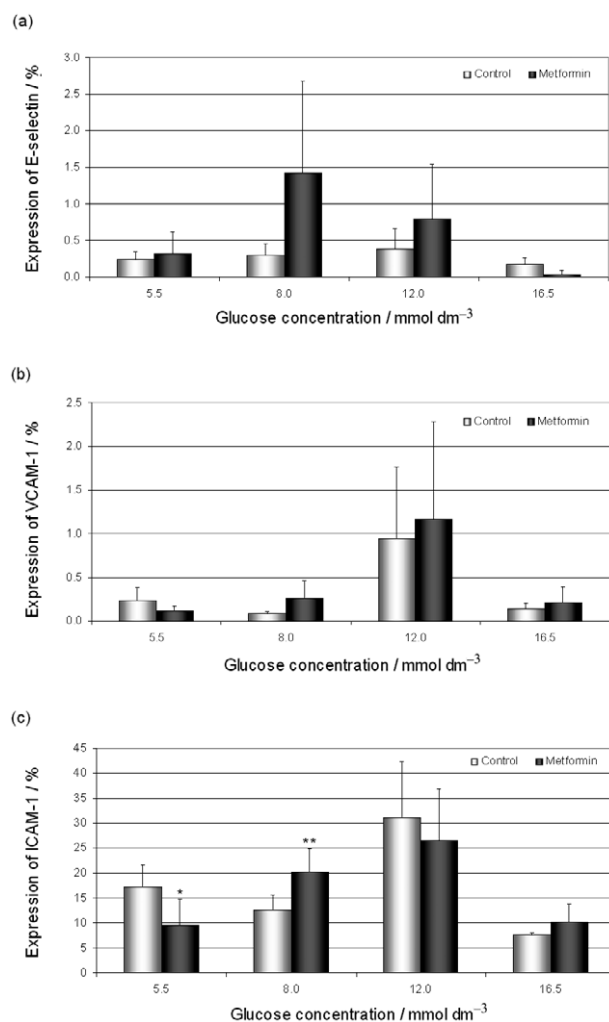 (a)
Expression of E-selectin / %
3.0
2.5
2.0
1.5
1.0
0.5
0.0
Control Metformin
5.5 8.0 12.0 16.5
Glucose concentration / mmol dm⁻³
(b)
Expression of VCAM-1 / %
2.5
2.0
1.5
1.0
0.5
0.0
Control Metformin
5.5 8.0 12.0 16.5
Glucose concentration / mmol dm⁻³
(c)
Expression of ICAM-1 / %
45
40
35
30
25
20
15
10
5
0
Control Metformin
**
*
5.5 8.0 12.0 16.5
Glucose concentration / mmol dm⁻³